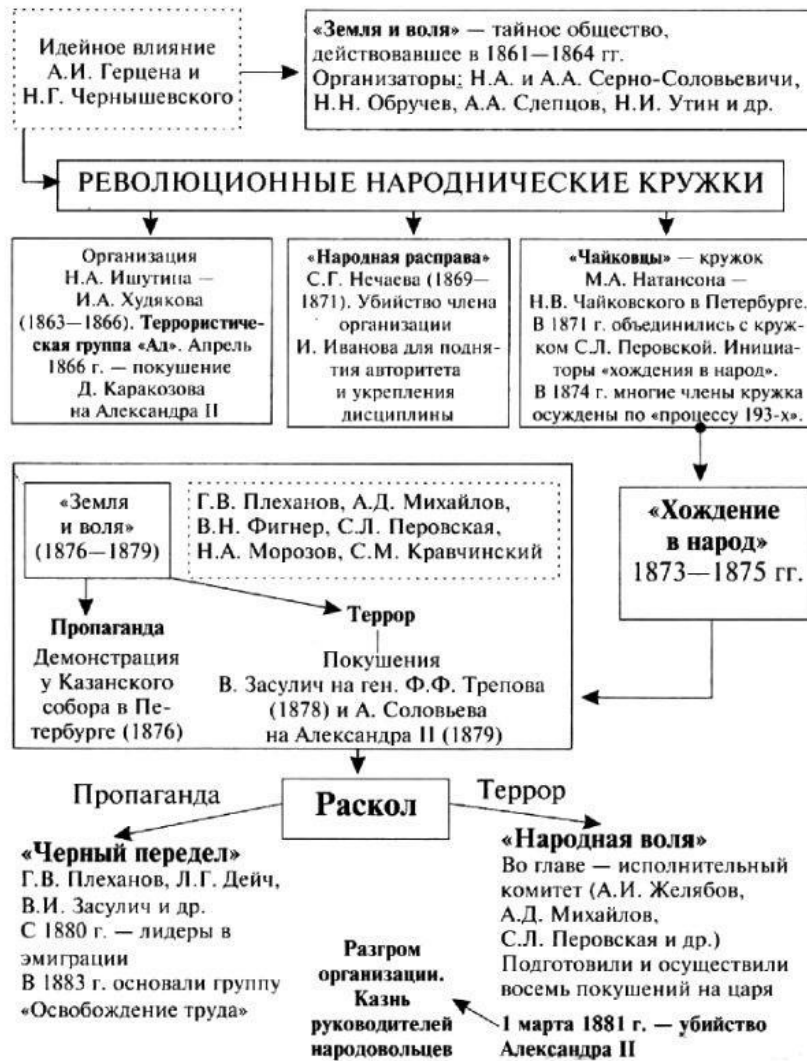 Идейное влияние
А.И. Герцена и
Н.Г. Чернышевского
«Земля и воля» — тайное общество,
действовавшее в 1861—1864 гг.
Организаторы: Н.А. и А.А. Серно-Соловьевичи,
Н.Н. Обручев, А.А. Слепцов, Н.И. Утин и др.
РЕВОЛЮЦИОННЫЕ НАРОДНИЧЕСКИЕ КРУЖКИ
Организация
Н.А. Ишутина —
И.А. Худякова
(1863—1866). Террористиче-
ская группа «Ад». Апрель
1866 г. — покушение
Д. Каракозова
на Александра II
«Народная расправа»
С.Г. Нечаева (1869—
1871). Убийство члена
организации
И. Иванова для подня-
тия авторитета
и укрепления
дисциплины
«Чайковцы» — кружок
М.А. Натансона —
Н.В. Чайковского в Петербурге.
В 1871 г. объединились с круж-
ком С.Л. Перовской. Инициа-
торы «хождения в народ».
В 1874 г. многие члены кружка
осуждены по «процессу 193-х».
«Земля
и воля»
(1876—1879)
Г.В. Плеханов, А.Д. Михайлов,
В.Н. Фигнер, С.Л. Перовская,
Н.А. Морозов, С.М. Кравчинский
«Хождение
в народ»
1873—1875 гг.
Пропаганда
Демонстрация
у Казанского
собора в Пе-
тербурге (1876)
Террор
Покушения
В. Засулич на ген. Ф.Ф. Трепова
(1878) и А. Соловьева
на Александра II (1879)
Пропаганда
Раскол
Террор
«Черный передел»
Г.В. Плеханов, Л.Г. Дейч,
В.И. Засулич и др.
С 1880 г. — лидеры в
эмиграции
В 1883 г. основали группу
«Освобождение труда»
«Народная воля»
Во главе — исполнительный
комитет (А.И. Желябов,
А.Д. Михайлов,
С.Л. Перовская и др.)
Подготовили и осуществили
восемь покушений на царя
1 марта 1881 г. — убийство
Александра II
Разгром
организации.
Казнь
руководителей
народовольцев